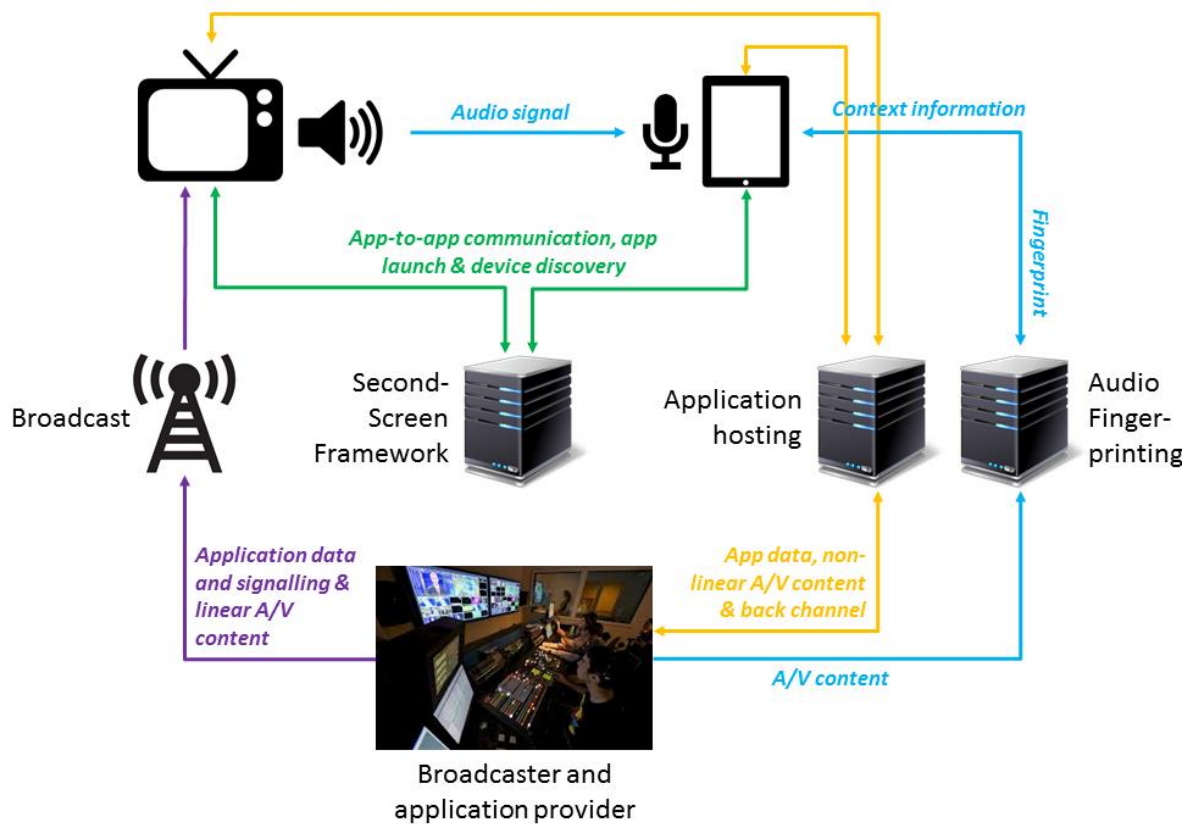 Audio signal
Context information
Fingerprint
App-to-app communication, app
launch & device discovery
Broadcast
Second-
Screen
Framework
Application
hosting
Audio
Finger-
printing
Application data
and signalling &
linear A/V
content
App data, non-
linear A/V content
& back channel
A/V content
Broadcaster and
application provider